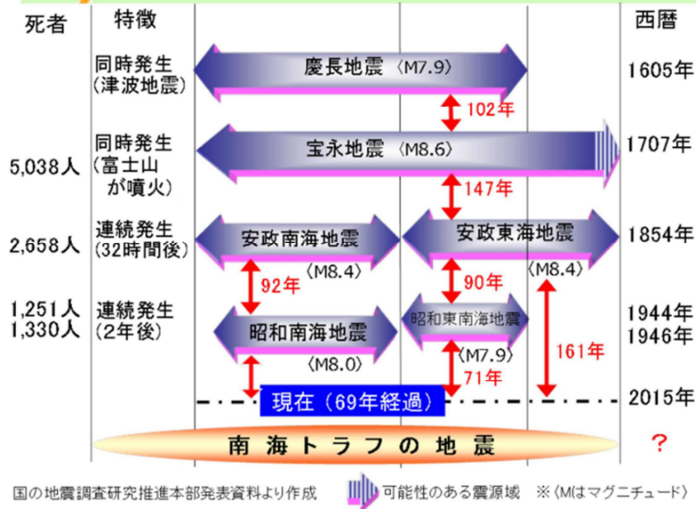 死者
特徴
西暦
同時発生
(津波地震)
慶長地震〈M7.9〉
1605年
102年
5,038人
同時発生
(富士山
が噴火)
宝永地震〈M8.6〉
1707年
147年
2,658人
連続発生
(32時間後)
安政南海地震
〈M8.4〉
安政東海地震
〈M8.4〉
1854年
92年
90年
1,251人
1,330人
連続発生
(2年後)
昭和南海地震
〈M8.0〉
昭和東南海地震
〈M7.9〉
1944年
1946年
161年
71年
現在(69年経過)
2015年
南海トラフの地震
?
国の地震調査研究推進本部発表資料より作成
可能性のある震源域 ※〈Mはマグニチュード〉